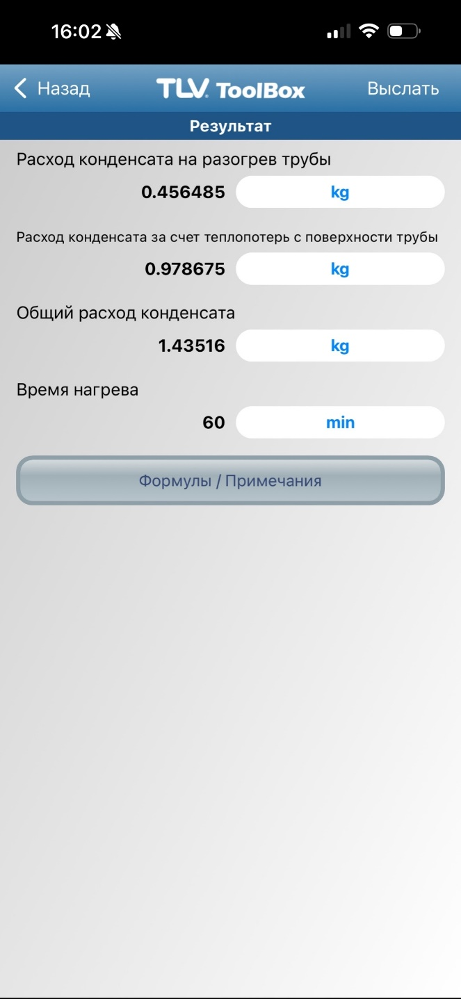 16:02
Назад
TLV ToolBox
Выслать
Результат
Расход конденсата на разогрев трубы
0.456485 kg
Расход конденсата за счет теплопотерь с поверхности трубы
0.978675 kg
Общий расход конденсата
1.43516 kg
Время нагрева
60 min
Формулы / Примечания